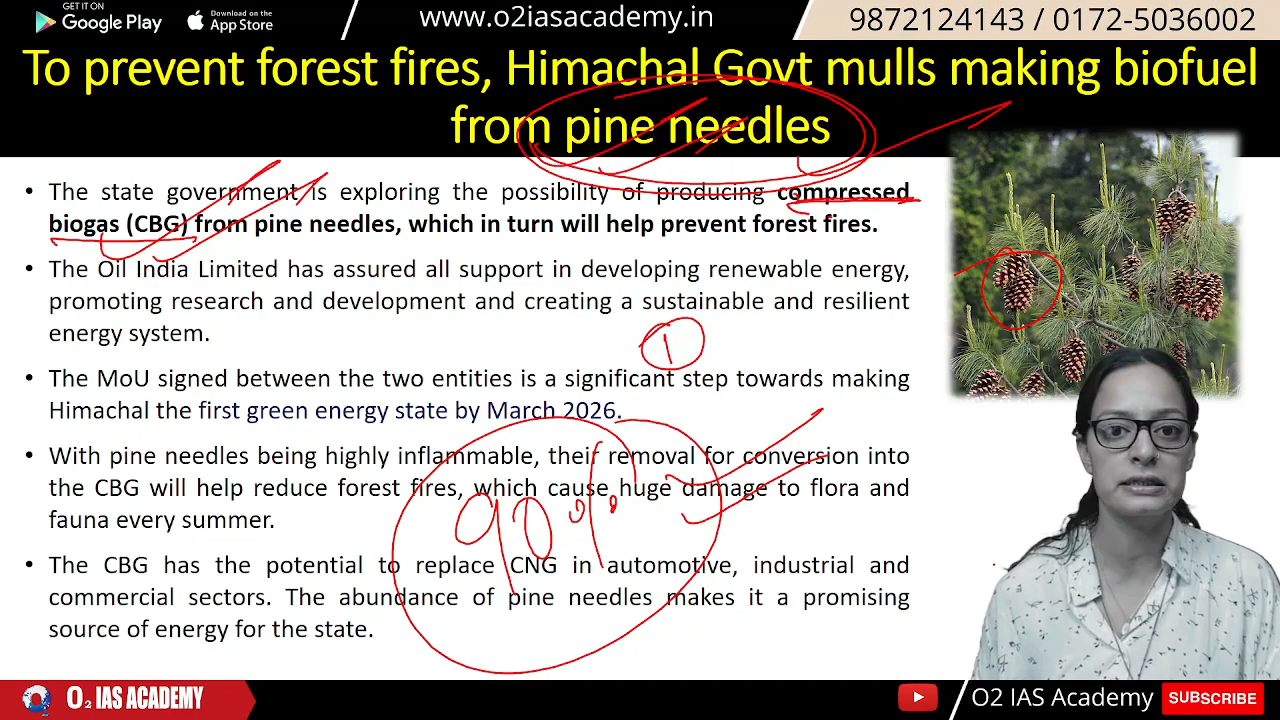 GET IT ON
Google Play
Download on the
App Store
www.o2iasacademy.in
9872124143 / 0172-5036002
To prevent forest fires, Himachal Govt mulls making biofuel
from pine needles
• The state government is exploring the possibility of producing compressed
biogas (CBG) from pine needles, which in turn will help prevent forest fires.
• The Oil India Limited has assured all support in developing renewable energy,
promoting research and development and creating a sustainable and resilient
energy system.
1
• The MoU signed between the two entities is a significant step towards making
Himachal the first green energy state by March 2026.
• With pine needles being highly inflammable, their removal for conversion into
the CBG will help reduce forest fires, which cause huge damage to flora and
fauna every summer.
90%
• The CBG has the potential to replace CNG in automotive, industrial and
commercial sectors. The abundance of pine needles makes it a promising
source of energy for the state.
O2 IAS ACADEMY
O2 IAS Academy
SUBSCRIBE